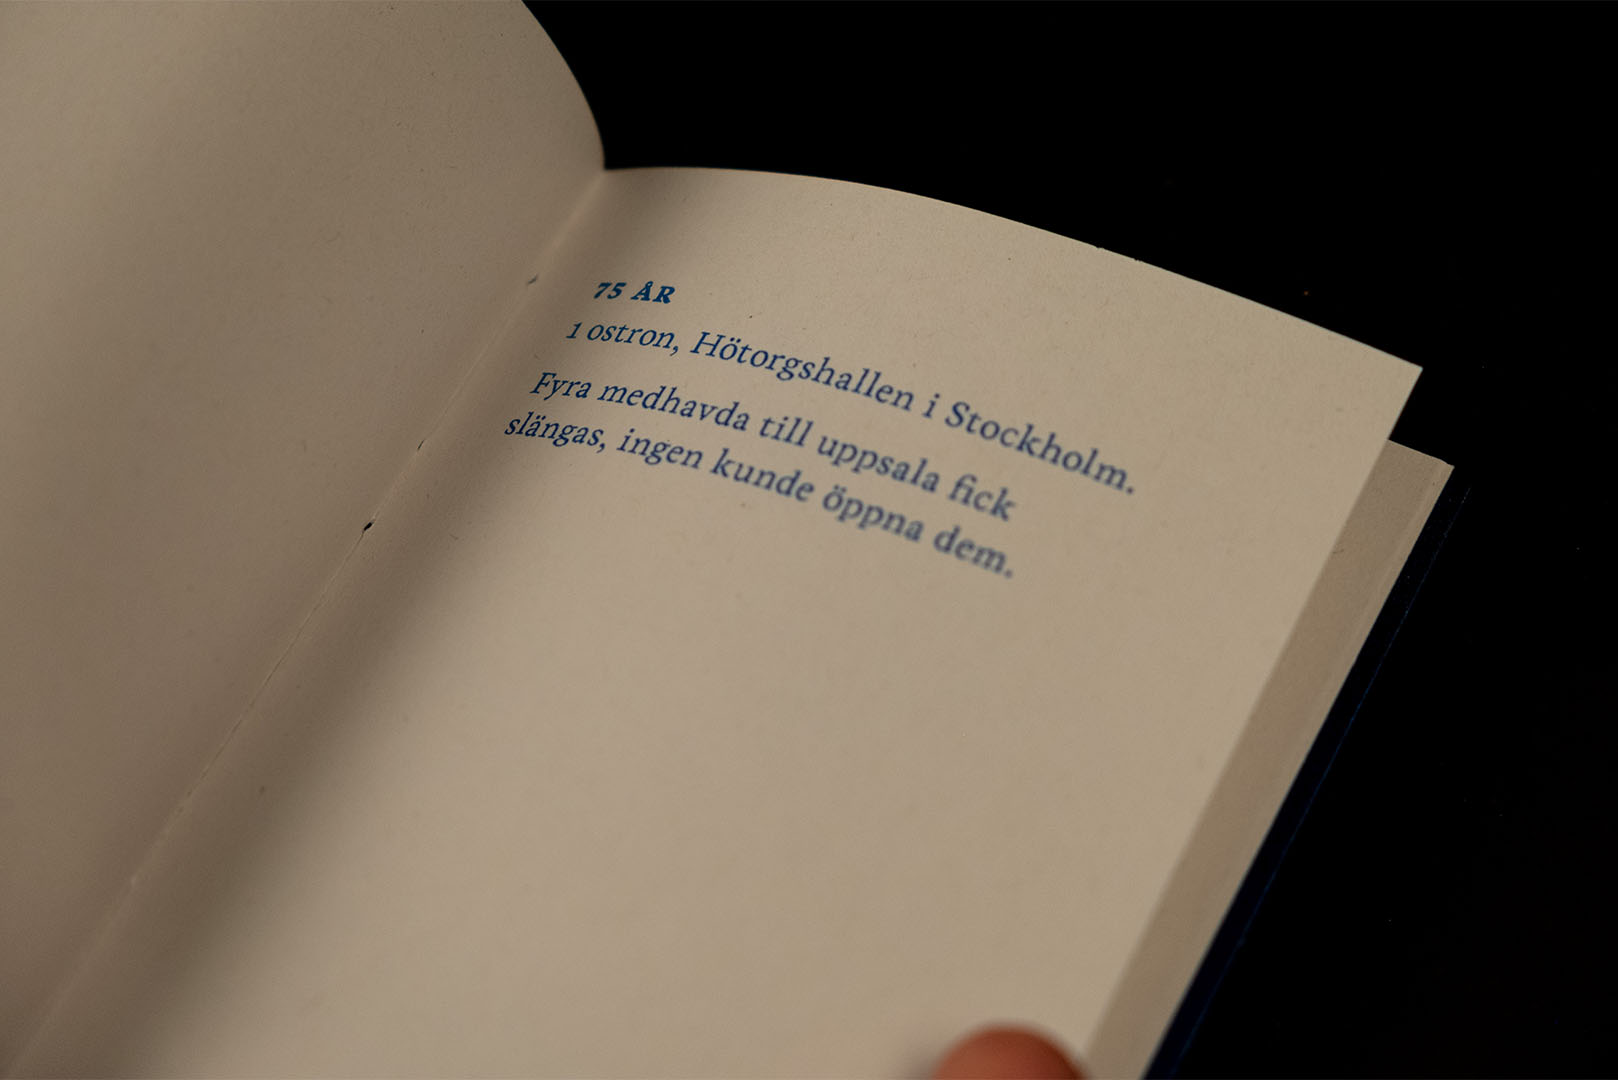 75 ÅR
1 ostron, Hötorgshallen i Stockholm.
Fyra medhavda till uppsala fick
slängas, ingen kunde öppna dem.